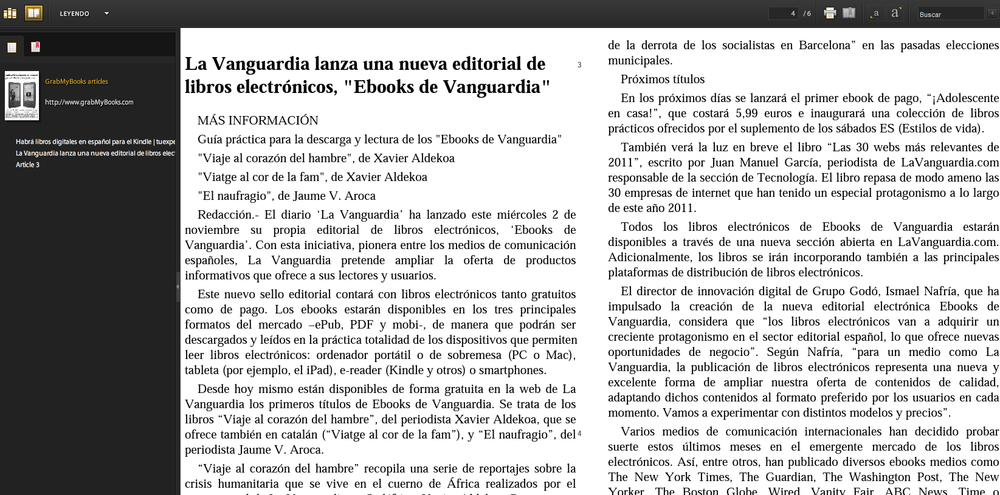 LEYENDO
4 / 6
a
a
Buscar
GrabMyBooks articles
http://www.grabMyBooks.com
Habrá libros digitales en español para el Kindle | tuexpe
La Vanguardia lanza una nueva editorial de libros elec
Article 3
La Vanguardia lanza una nueva editorial de
libros electrónicos, "Ebooks de Vanguardia"
3
MÁS INFORMACIÓN
Guía práctica para la descarga y lectura de los "Ebooks de Vanguardia"
"Viaje al corazón del hambre", de Xavier Aldekoa
"Viatge al cor de la fam", de Xavier Aldekoa
"El naufragio", de Jaume V. Aroca
Redacción.- El diario ‘La Vanguardia’ ha lanzado este miércoles 2 de
noviembre su propia editorial de libros electrónicos, ‘Ebooks de
Vanguardia’. Con esta iniciativa, pionera entre los medios de comunicación
españoles, La Vanguardia pretende ampliar la oferta de productos
informativos que ofrece a sus lectores y usuarios.
Este nuevo sello editorial contará con libros electrónicos tanto gratuitos
como de pago. Los ebooks estarán disponibles en los tres principales
formatos del mercado –ePub, PDF y mobi-, de manera que podrán ser
descargados y leídos en la práctica totalidad de los dispositivos que permiten
leer libros electrónicos: ordenador portátil o de sobremesa (PC o Mac),
tableta (por ejemplo, el iPad), e-reader (Kindle y otros) o smartphones.
Desde hoy mismo están disponibles de forma gratuita en la web de La
Vanguardia los primeros títulos de Ebooks de Vanguardia. Se trata de los
libros “Viaje al corazón del hambre”, del periodista Xavier Aldekoa, que se
ofrece también en catalán (“Viatge al cor de la fam”), y “El naufragio”, del
4
periodista Jaume V. Aroca.
“Viaje al corazón del hambre” recopila una serie de reportajes sobre la
crisis humanitaria que se vive en el cuerno de África realizados por el
de la derrota de los socialistas en Barcelona” en las pasadas elecciones
municipales.
Próximos títulos
En los próximos días se lanzará el primer ebook de pago, “¡Adolescente
en casa!”, que costará 5,99 euros e inaugurará una colección de libros
prácticos ofrecidos por el suplemento de los sábados ES (Estilos de vida).
También verá la luz en breve el libro “Las 30 webs más relevantes de
2011”, escrito por Juan Manuel García, periodista de LaVanguardia.com
responsable de la sección de Tecnología. El libro repasa de modo ameno las
30 empresas de internet que han tenido un especial protagonismo a lo largo
de este año 2011.
Todos los libros electrónicos de Ebooks de Vanguardia estarán
disponibles a través de una nueva sección abierta en LaVanguardia.com.
Adicionalmente, los libros se irán incorporando también a las principales
plataformas de distribución de libros electrónicos.
El director de innovación digital de Grupo Godó, Ismael Nafría, que ha
impulsado la creación de la nueva editorial electrónica Ebooks de
Vanguardia, considera que “los libros electrónicos van a adquirir un
creciente protagonismo en el sector editorial español, lo que ofrece nuevas
oportunidades de negocio”. Según Nafría, “para un medio como La
Vanguardia, la publicación de libros electrónicos representa una nueva y
excelente forma de ampliar nuestra oferta de contenidos de calidad,
adaptando dichos contenidos al formato preferido por los usuarios en cada
momento. Vamos a experimentar con distintos modelos y precios”.
Varios medios de comunicación internacionales han decidido probar
suerte estos últimos meses en el emergente mercado de los libros
electrónicos. Así, entre otros, han publicado diversos ebooks medios como
The New York Times, The Guardian, The Washington Post, The New
Yorker, The Boston Globe, Wired, Vanity Fair, ABC News, Time o